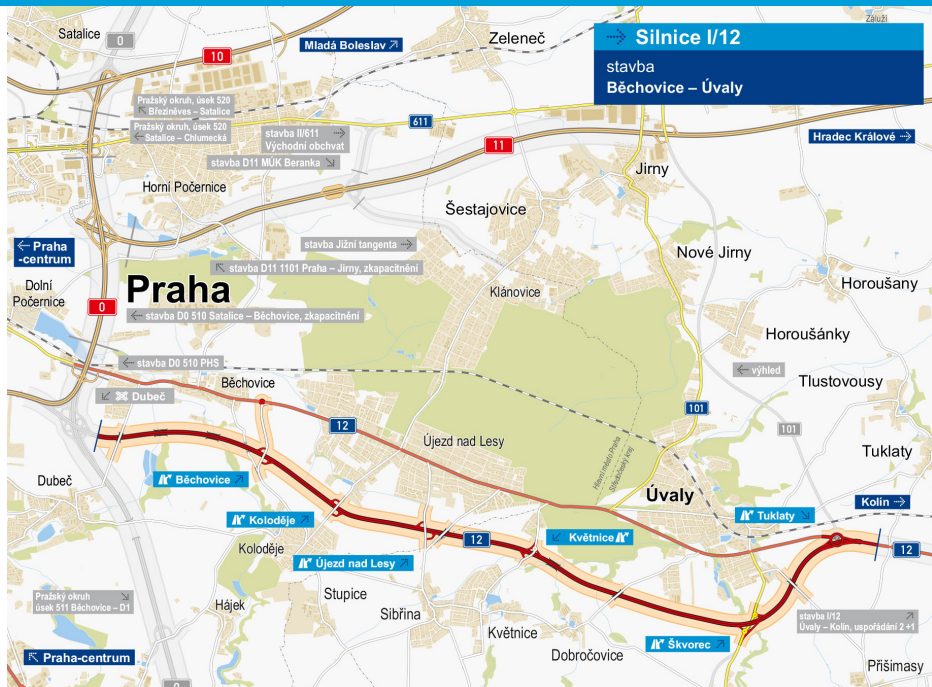 Satalice
0
10
Mladá Boleslav
Zeleneč
Záluží
Silnice I/12
stavba
Běchovice – Úvaly
Pražský okruh, úsek 520
Březiněves – Satalice
Pražský okruh, úsek 520
Satalice – Chlumecká
stavba II/611
Východní obchvat
611
11
Hradec Králové
stavba D11 MÚK Beranka
Jirny
Horní Počernice
Šestajovice
Praha
-centrum
stavba Jižní tangenta
Nové Jirny
stavba D11 1101 Praha – Jirny, zkapacitnění
Dolní
Počernice
Praha
Klánovice
Horoušany
0
stavba D0 510 Satalice – Běchovice, zkapacitnění
Horoušánky
stavba D0 510 PHS
výhled
Běchovice
Tlustovousy
Dubeč
101
12
101
Újezd nad Lesy
Hlavní město Praha
Středočeský kraj
Tuklaty
Dubeč
Běchovice
Úvaly
Kolín
Koloděje
Tuklaty
Květnice
12
12
Koloděje
Újezd nad Lesy
Pražský okruh
úsek 511 Běchovice – D1
Stupice
Hájek
Sibřina
stavba I/12
Úvaly – Kolín, uspořádání 2+1
Květnice
Škvorec
Praha-centrum
Dobročovice
Přišimasy
0